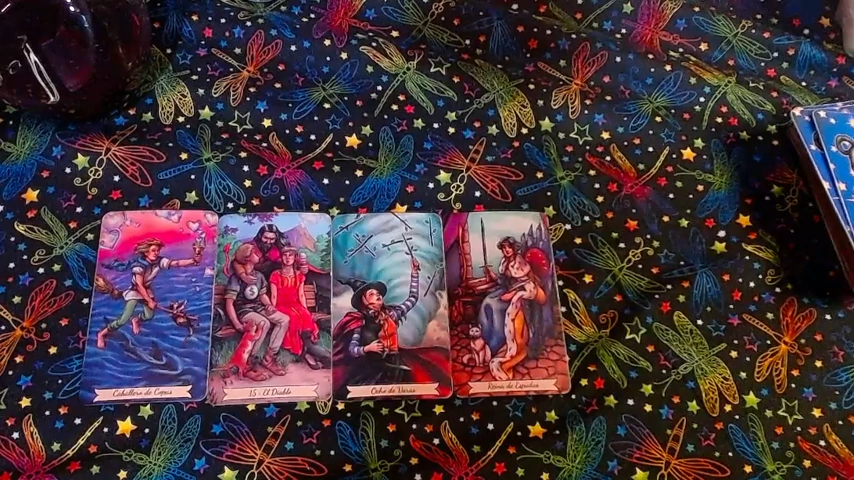 Caballero de Copas
15 - El Diablo
Ocho de Varas
Reina de Espadas